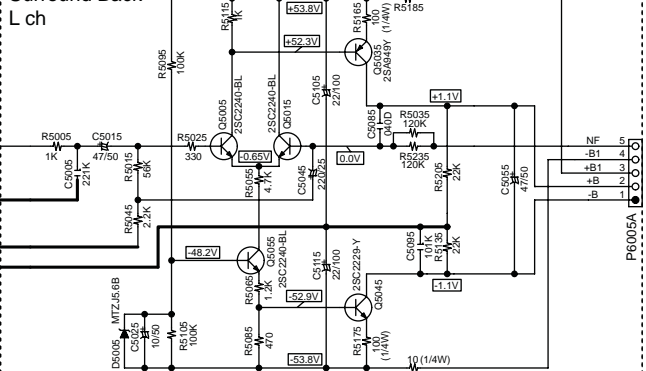 Surround Back
L ch
R5115
1K
+53.8V
R5165
100
(1/4W)
R5185
+52.3V
Q5035
2SA949Y
R5095
100K
Q5005
2SC2240-BL
2SC2240-BL
Q5015
C5105
22/100
+1.1V
C5085
040D
R5035
120K
R5235
120K
R5005
1K
C5015
47/50
R5025
330
C5005
221K
R5015
56K
-0.65V
0.0V
R5055
4.7K
C5045
220/25
R5205
22K
C5055
47/50
NF 5
-B1 4
+B1 3
+B 2
-B 1
P6005A
R5045
2.2K
-48.2V
Q5055
2SC2240-BL
C5115
22/100
2SC2229-Y
Q5045
C5095
101K
R5135
22K
-1.1V
R5065
1.2K
-52.9V
MTZJ5.6B
D5005
C5025
10/50
R5105
100K
R5085
470
R5175
100
(1/4W)
-53.8V
10 (1/4W)